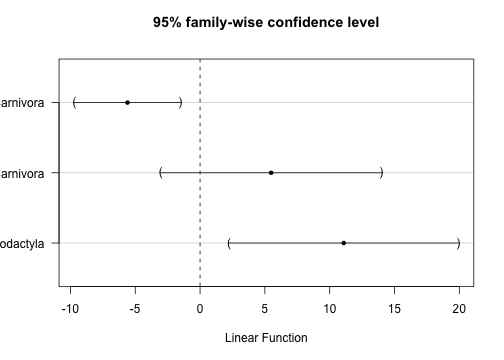 95% family-wise confidence level
arnivora
arnivora
odactyla
-10 -5 0 5 10 15 20
Linear Function